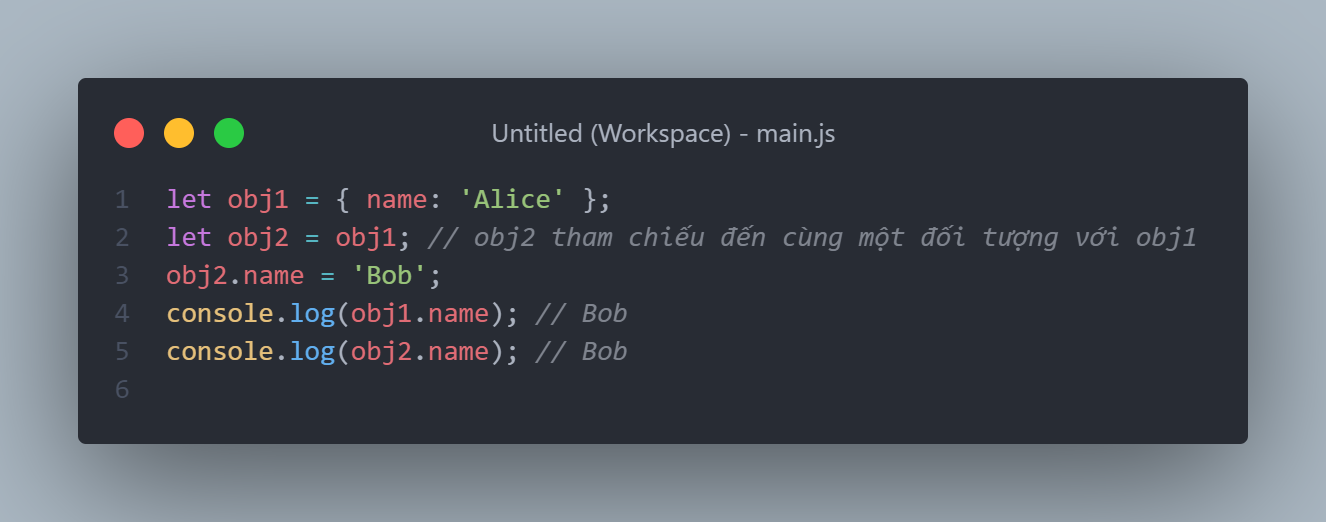 Untitled (Workspace) - main.js
1 let obj1 = { name: 'Alice' };
2 let obj2 = obj1; // obj2 tham chiếu đến cùng một đối tượng với obj1
3 obj2.name = 'Bob';
4 console.log(obj1.name); // Bob
5 console.log(obj2.name); // Bob
6